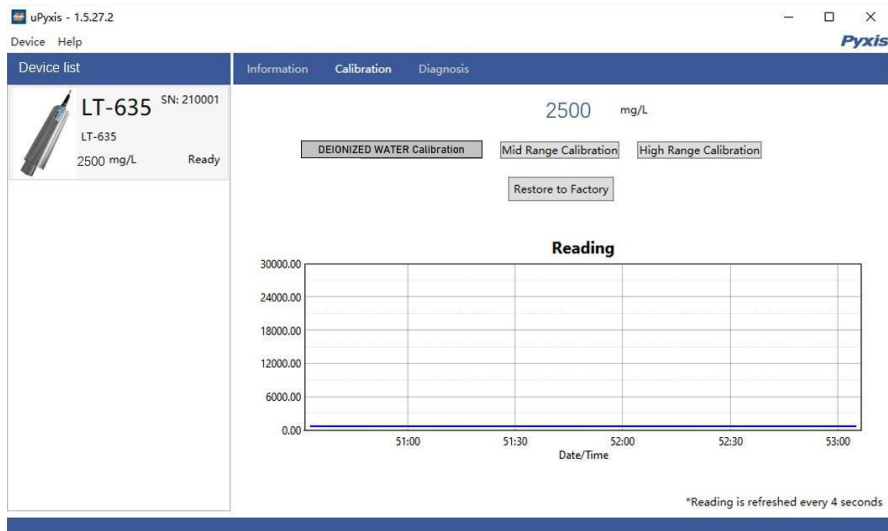 uPyxis - 1.5.27.2
Device Help
Pyxis
Device list
Information Calibration Diagnosis
LT-635 SN: 210001
LT-635
2500 mg/L Ready
2500 mg/L
DEIONIZED WATER Calibration Mid Range Calibration High Range Calibration
Restore to Factory
Reading
30000.00
24000.00
18000.00
12000.00
6000.00
0.00
51:00 51:30 52:00 52:30 53:00
Date/Time
*Reading is refreshed every 4 seconds